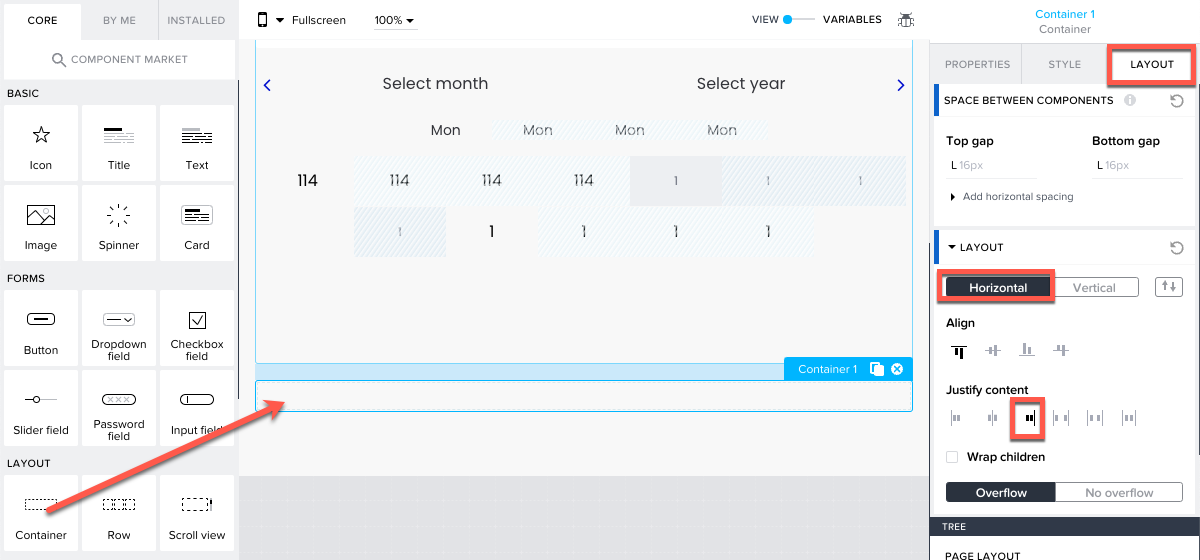 CORE
BY ME
INSTALLED
COMPONENT MARKET
BASIC
Icon
Title
Text
Image
Spinner
Card
FORMS
Button
Dropdown
field
Checkbox
field
Slider field
Password
field
Input field
LAYOUT
Container
Row
Scroll view
Fullscreen
100%
VIEW
VARIABLES
Select month
Select year
Mon
Mon
Mon
Mon
114
114
114
114
1
1
1
1
1
1
1
1
Container 1
Container 1
Container
PROPERTIES
STYLE
LAYOUT
SPACE BETWEEN COMPONENTS
Top gap
Bottom gap
L 16px
L 16px
Add horizontal spacing
LAYOUT
Horizontal
Vertical
Align
Justify content
Wrap children
Overflow
No overflow
TREE
PAGE LAYOUT